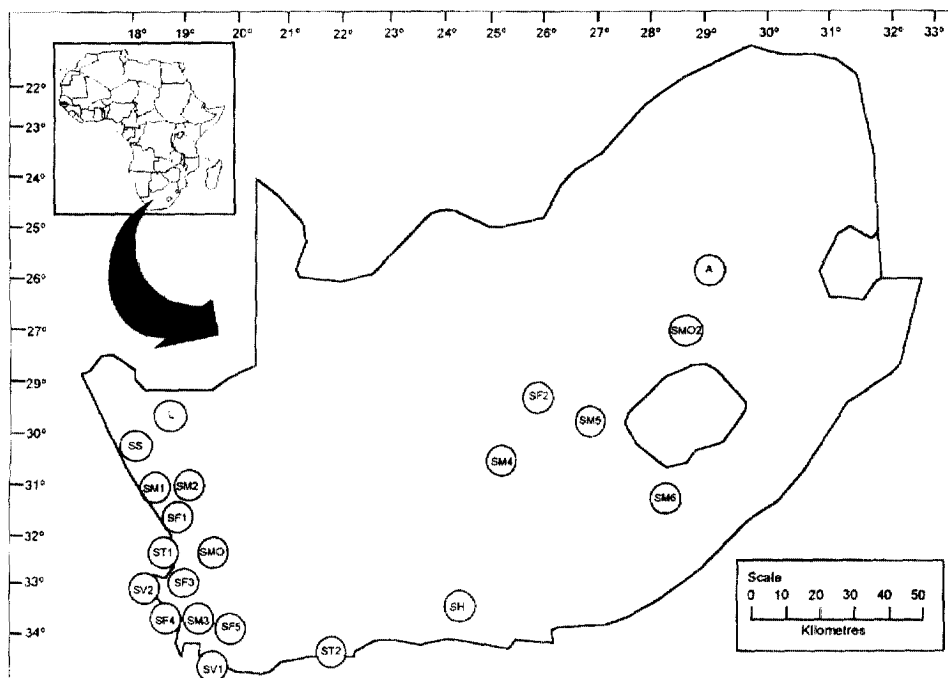 18° 19° 20° 21° 22° 23° 24° 25° 26° 27° 28° 29° 30° 31° 32° 33°
22°
23°
24°
25°
26°
27°
28°
29°
30°
31°
32°
33°
34°
A
SMO2
SF2
SM5
SM4
SM6
L
SS
SM1 SM2
SF1
ST1 SMO
SF3
SV2
SF4 SM3 SF5
SH
ST2
SV1
Scale
0 10 20 30 40 50
Kilometres